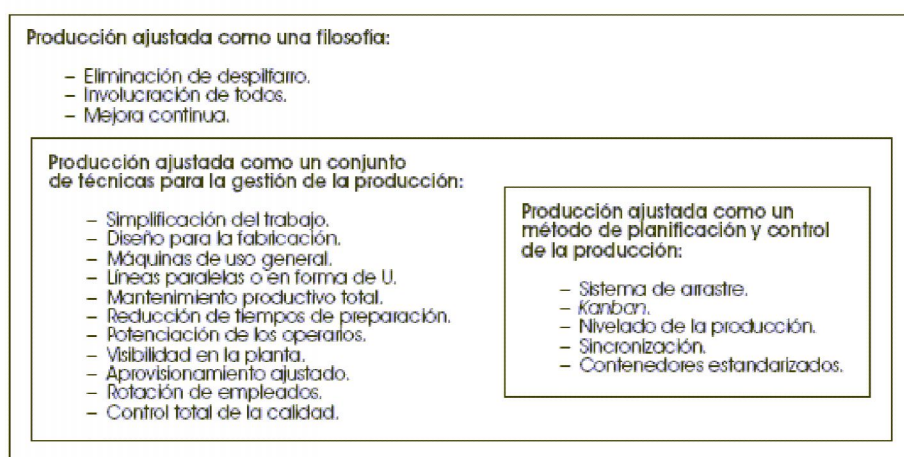 Producción ajustada como una filosofía:
– Eliminación de despilfarro.
– Involucración de todos.
– Mejora continua.
Producción ajustada como un conjunto
de técnicas para la gestión de la producción:
– Simplificación del trabajo.
– Diseño para la fabricación.
– Máquinas de uso general.
– Líneas paralelas o en forma de U.
– Mantenimiento productivo total.
– Reducción de tiempos de preparación.
– Potenciación de los operarios.
– Visibilidad en la planta.
– Aprovisionamiento ajustado.
– Rotación de empleados.
– Control total de la calidad.
Producción ajustada como un
método de planificación y control
de la producción:
– Sistema de arrastre.
– Kanban.
– Nivelado de la producción.
– Sincronización.
– Contenedores estandarizados.